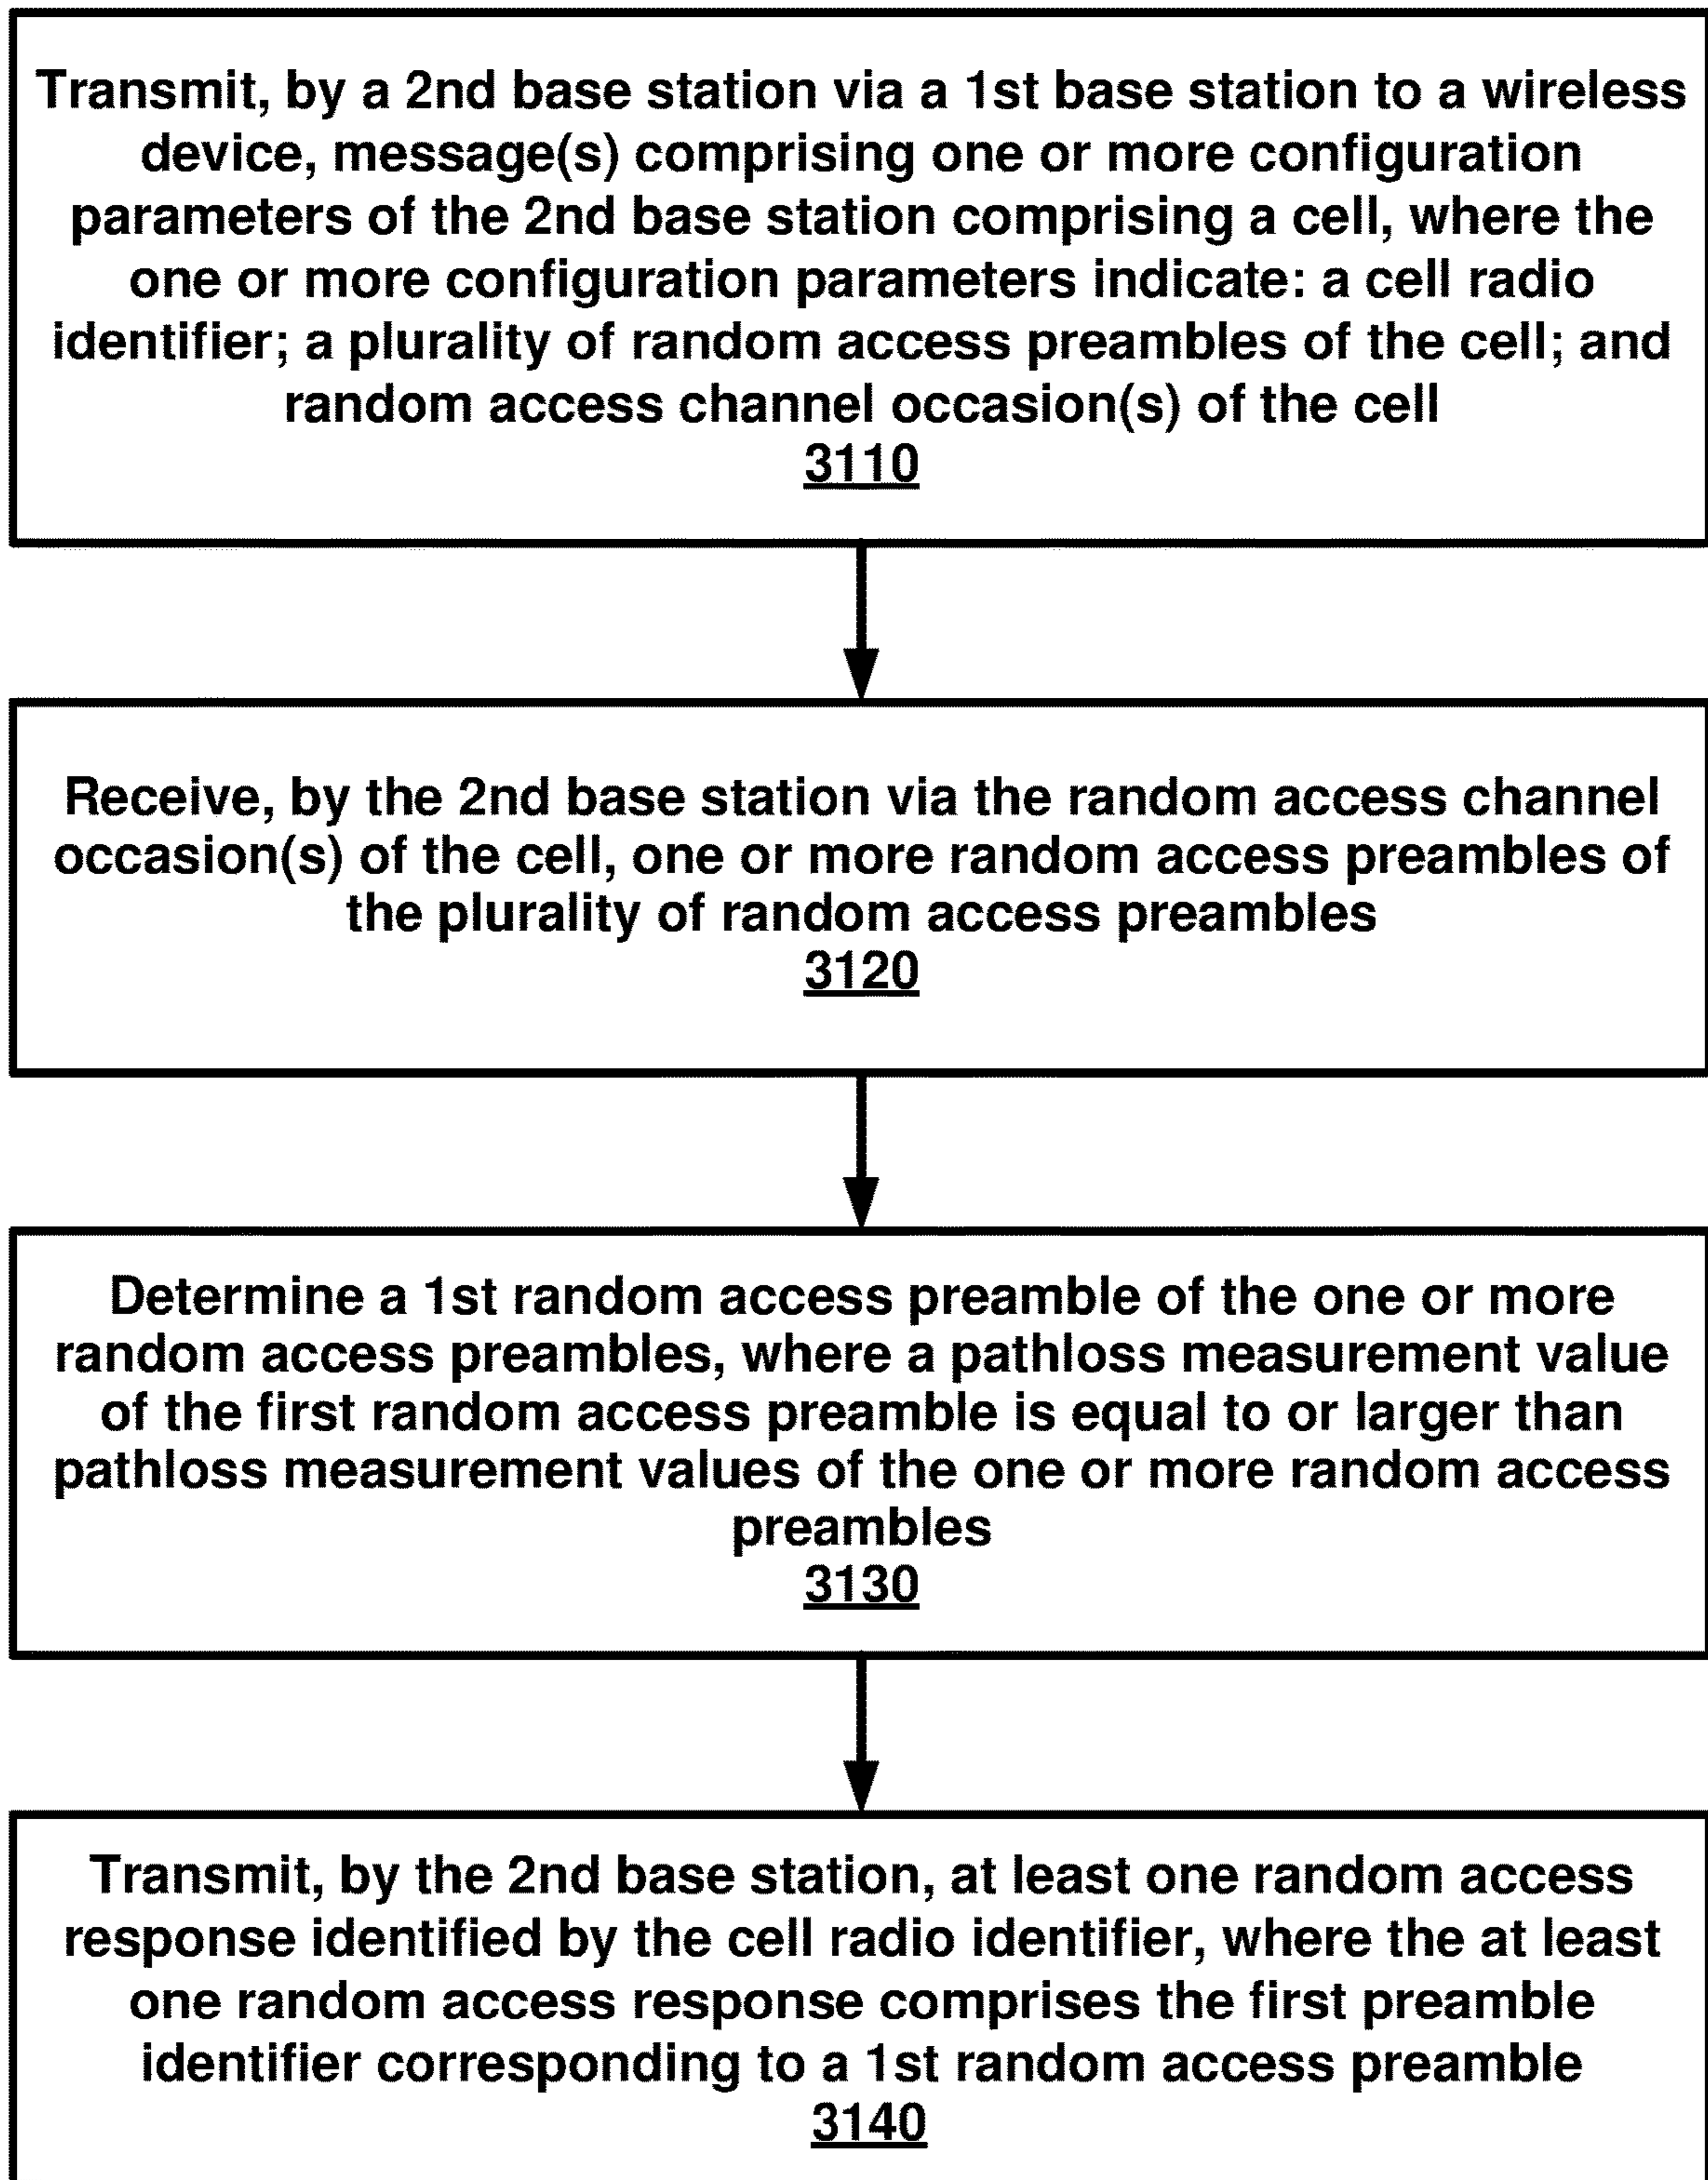 Transmit, by a 2nd base station via a 1st base station to a wireless
device, message(s) comprising one or more configuration
parameters of the 2nd base station comprising a cell, where the
one or more configuration parameters indicate: a cell radio
identifier; a plurality of random access preambles of the cell; and
random access channel occasion(s) of the cell
3110
Receive, by the 2nd base station via the random access channel
occasion(s) of the cell, one or more random access preambles of
the plurality of random access preambles
3120
Determine a 1st random access preamble of the one or more
random access preambles, where a pathloss measurement value
of the first random access preamble is equal to or larger than
pathloss measurement values of the one or more random access
preambles
3130
Transmit, by the 2nd base station, at least one random access
response identified by the cell radio identifier, where the at least
one random access response comprises the first preamble
identifier corresponding to a 1st random access preamble
3140